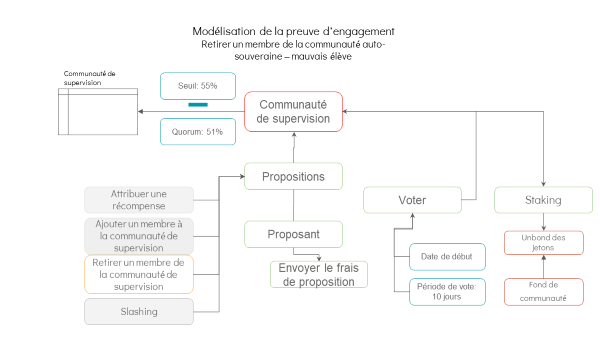 Modélisation de la preuve d'engagement
Retirer un membre de la communauté auto-
souveraine – mauvais élève
Communauté de
supervision
Seuil: 55%
Quorum: 51%
Communauté
de supervision
Propositions
Attribuer une
récompense
Ajouter un membre à
la communauté de
supervision
Retirer un membre de
la communauté de
supervision
Slashing
Proposant
Envoyer le frais
de proposition
Voter
Date de début
Période de vote:
10 jours
Staking
Unbond des
jetons
Fond de
communauté